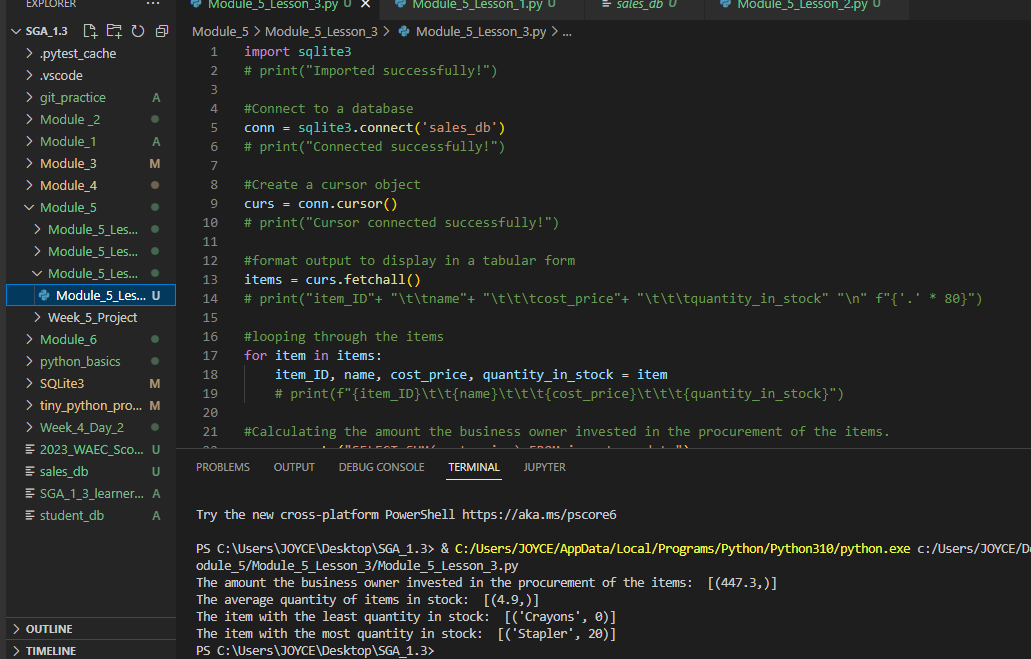 EXPLORER
Module_5_Lesson_3.py U
Module_5_Lesson_1.py U
sales_db U
Module_5_Lesson_2.py U
SGA_1.3
Module_5 > Module_5_Lesson_3 > Module_5_Lesson_3.py > ...
.pytest_cache
.vscode
git_practice A
Module _2
Module_1 A
Module_3 M
Module_4
Module_5
Module_5_Les...
Module_5_Les...
Module_5_Les...
Module_5_Les... U
Week_5_Project
Module_6
python_basics
SQLite3 M
tiny_python_pro... M
Week_4_Day_2
2023_WAEC_Sco... U
sales_db U
SGA_1_3_learner... A
student_db A
OUTLINE
TIMELINE
1 import sqlite3
2 # print("Imported successfully!")
3
4 #Connect to a database
5 conn = sqlite3.connect('sales_db')
6 # print("Connected successfully!")
7
8 #Create a cursor object
9 curs = conn.cursor()
10 # print("Cursor connected successfully!")
11
12 #format output to display in a tabular form
13 items = curs.fetchall()
14 # print("item_ID"+ "\t\tname"+ "\t\t\tcost_price"+ "\t\t\tquantity_in_stock" "\n" f"{'.' * 80}")
15
16 #looping through the items
17 for item in items:
18 item_ID, name, cost_price, quantity_in_stock = item
19 # print(f"{item_ID}\t\t{name}\t\t\t{cost_price}\t\t\t{quantity_in_stock}")
20
21 #Calculating the amount the business owner invested in the procurement of the items.
PROBLEMS OUTPUT DEBUG CONSOLE TERMINAL JUPYTER
Try the new cross-platform PowerShell https://aka.ms/pscore6
PS C:\Users\JOYCE\Desktop\SGA_1.3> & C:/Users/JOYCE/AppData/Local/Programs/Python/Python310/python.exe c:/Users/JOYCE/D
odule_5/Module_5_Lesson_3/Module_5_Lesson_3.py
The amount the business owner invested in the procurement of the items: [(447.3,)]
The average quantity of items in stock: [(4.9,)]
The item with the least quantity in stock: [('Crayons', 0)]
The item with the most quantity in stock: [('Stapler', 20)]
PS C:\Users\JOYCE\Desktop\SGA_1.3>